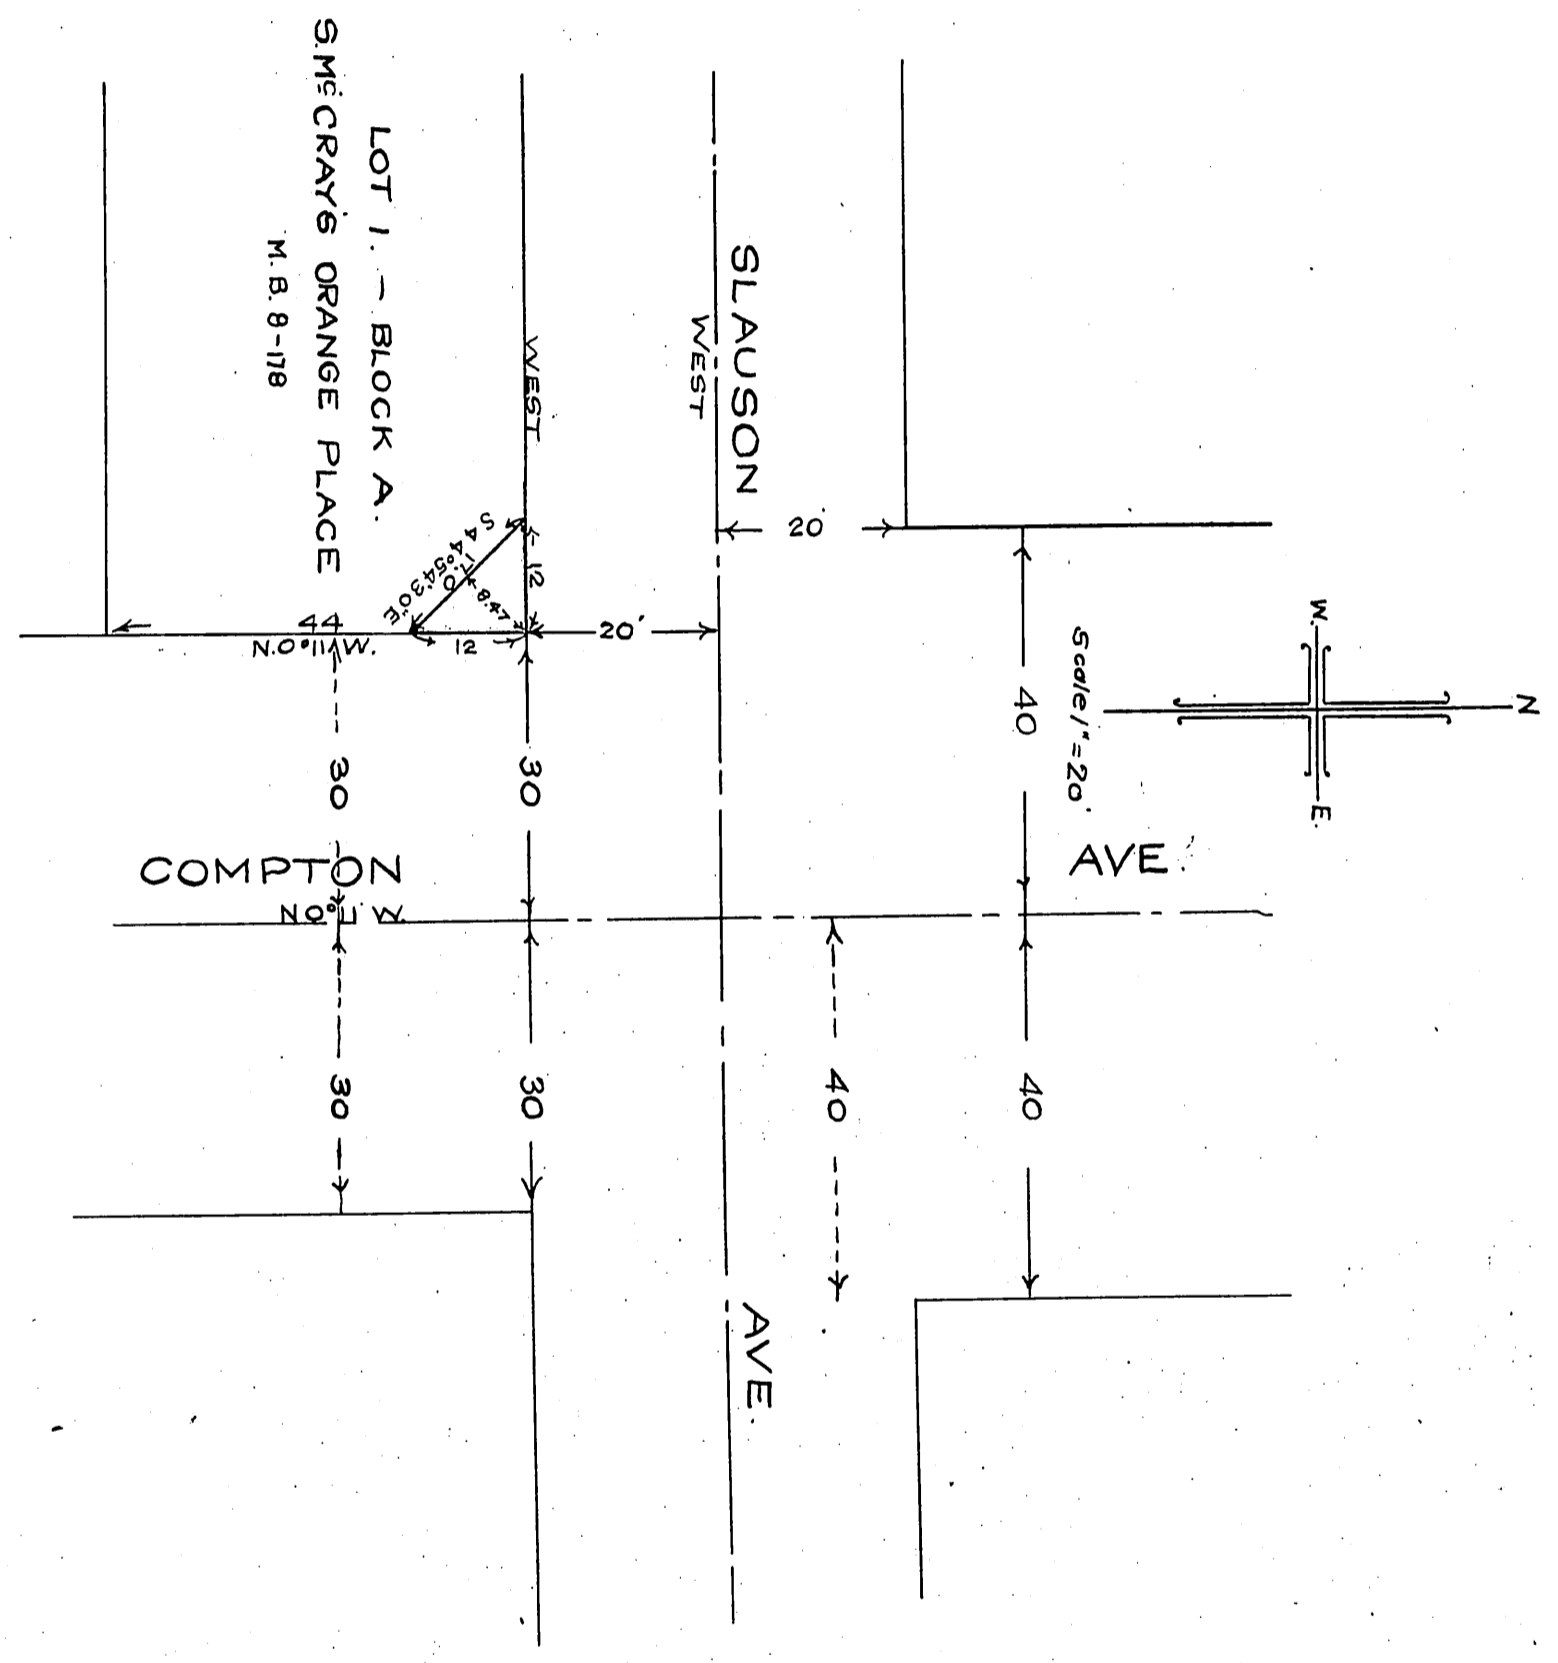 S. McCRAY'S ORANGE PLACE
LOT 1. - BLOCK A.
M. B. 8-178
WEST
SLAUSON
WEST
20'
S 44°54'30"E
17.0
8.47
12
12
44
N.0°11'W.
20'
40
Scale 1"=20'
W.
N
E.
30
30
COMPTON
AVE.
N 0°11' W.
30
30
40
40
AVE.